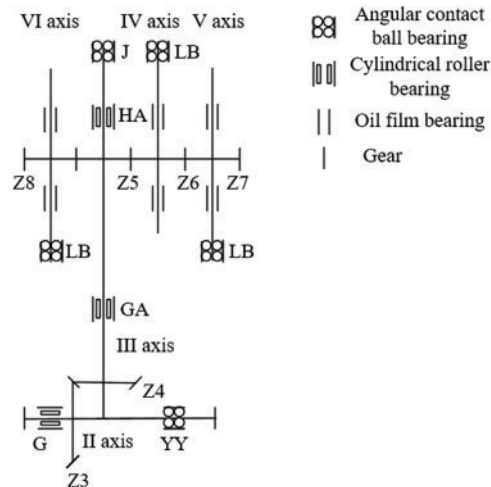 VI axis
IV axis
V axis
J
LB
HA
Z8
Z5
Z6
Z7
LB
LB
GA
III axis
Z4
G
II axis
YY
Z3
Angular contact
ball bearing
Cylindrical roller
bearing
Oil film bearing
Gear